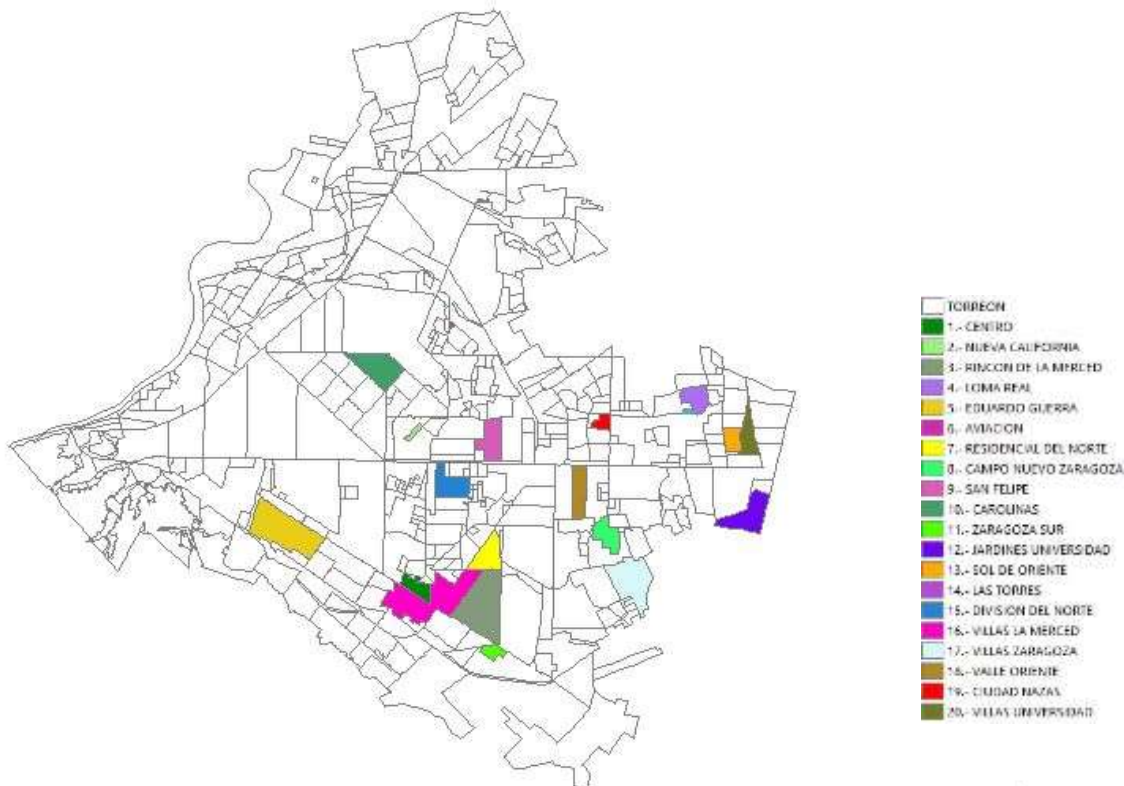 TORREON
1.- CENTRO
2.- NUEVA CALIFORNIA
3.- RINCON DE LA MERCED
4.- LOMA REAL
5.- EDUARDO GUERRA
6.- AVIACION
7.- RESIDENCIAL DEL NORTE
8.- CAMPO NUEVO ZARAGOZA
9.- SAN FELIPE
10.- CAROLINAS
11.- ZARAGOZA SUR
12.- JARDINES UNIVERSIDAD
13.- SOL DE ORIENTE
14.- LAS TORRES
15.- DIVISION DEL NORTE
16.- VILLAS LA MERCED
17.- VILLAS ZARAGOZA
18.- VALLE ORIENTE
19.- CIUDAD NAZAS
20.- VILLAS UNIVERSIDAD